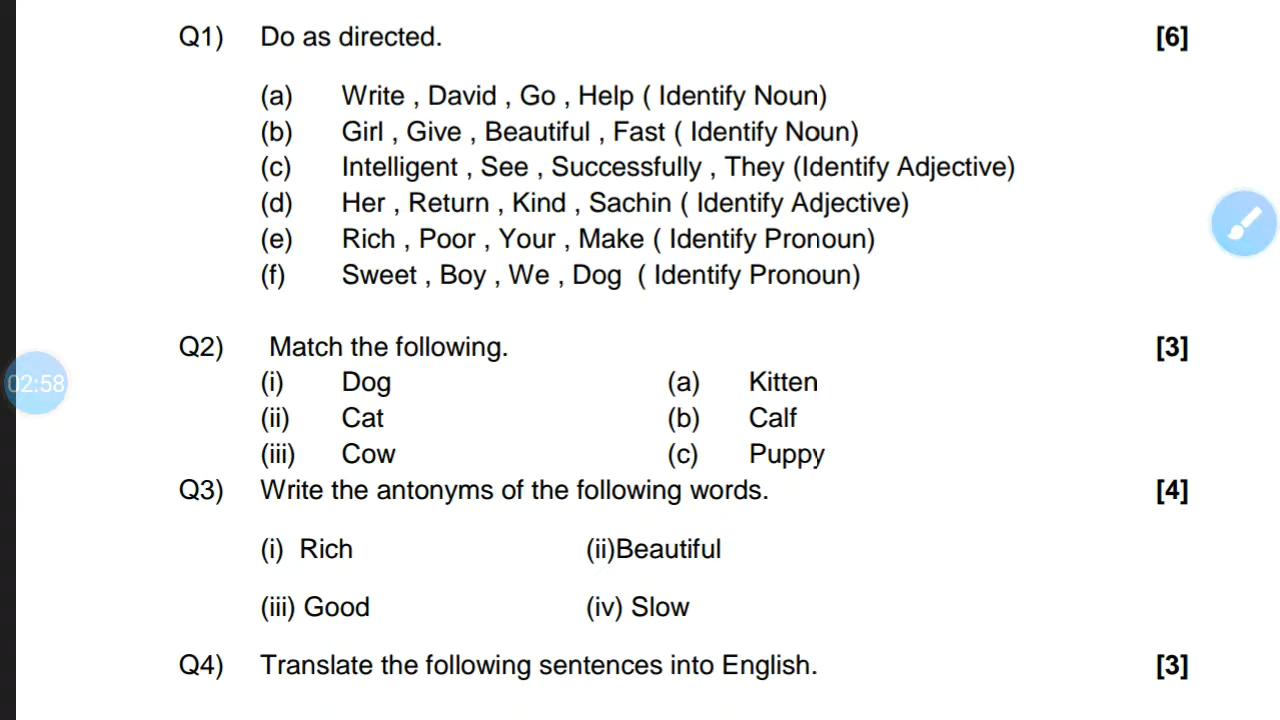 Q1) Do as directed. [6]
(a) Write , David , Go , Help ( Identify Noun)
(b) Girl , Give , Beautiful , Fast ( Identify Noun)
(c) Intelligent , See , Successfully , They (Identify Adjective)
(d) Her , Return , Kind , Sachin ( Identify Adjective)
(e) Rich , Poor , Your , Make ( Identify Pronoun)
(f) Sweet , Boy , We , Dog ( Identify Pronoun)
Q2) Match the following. [3]
(i) Dog (a) Kitten
02:58
(ii) Cat (b) Calf
(iii) Cow (c) Puppy
Q3) Write the antonyms of the following words. [4]
(i) Rich (ii)Beautiful
(iii) Good (iv) Slow
Q4) Translate the following sentences into English. [3]